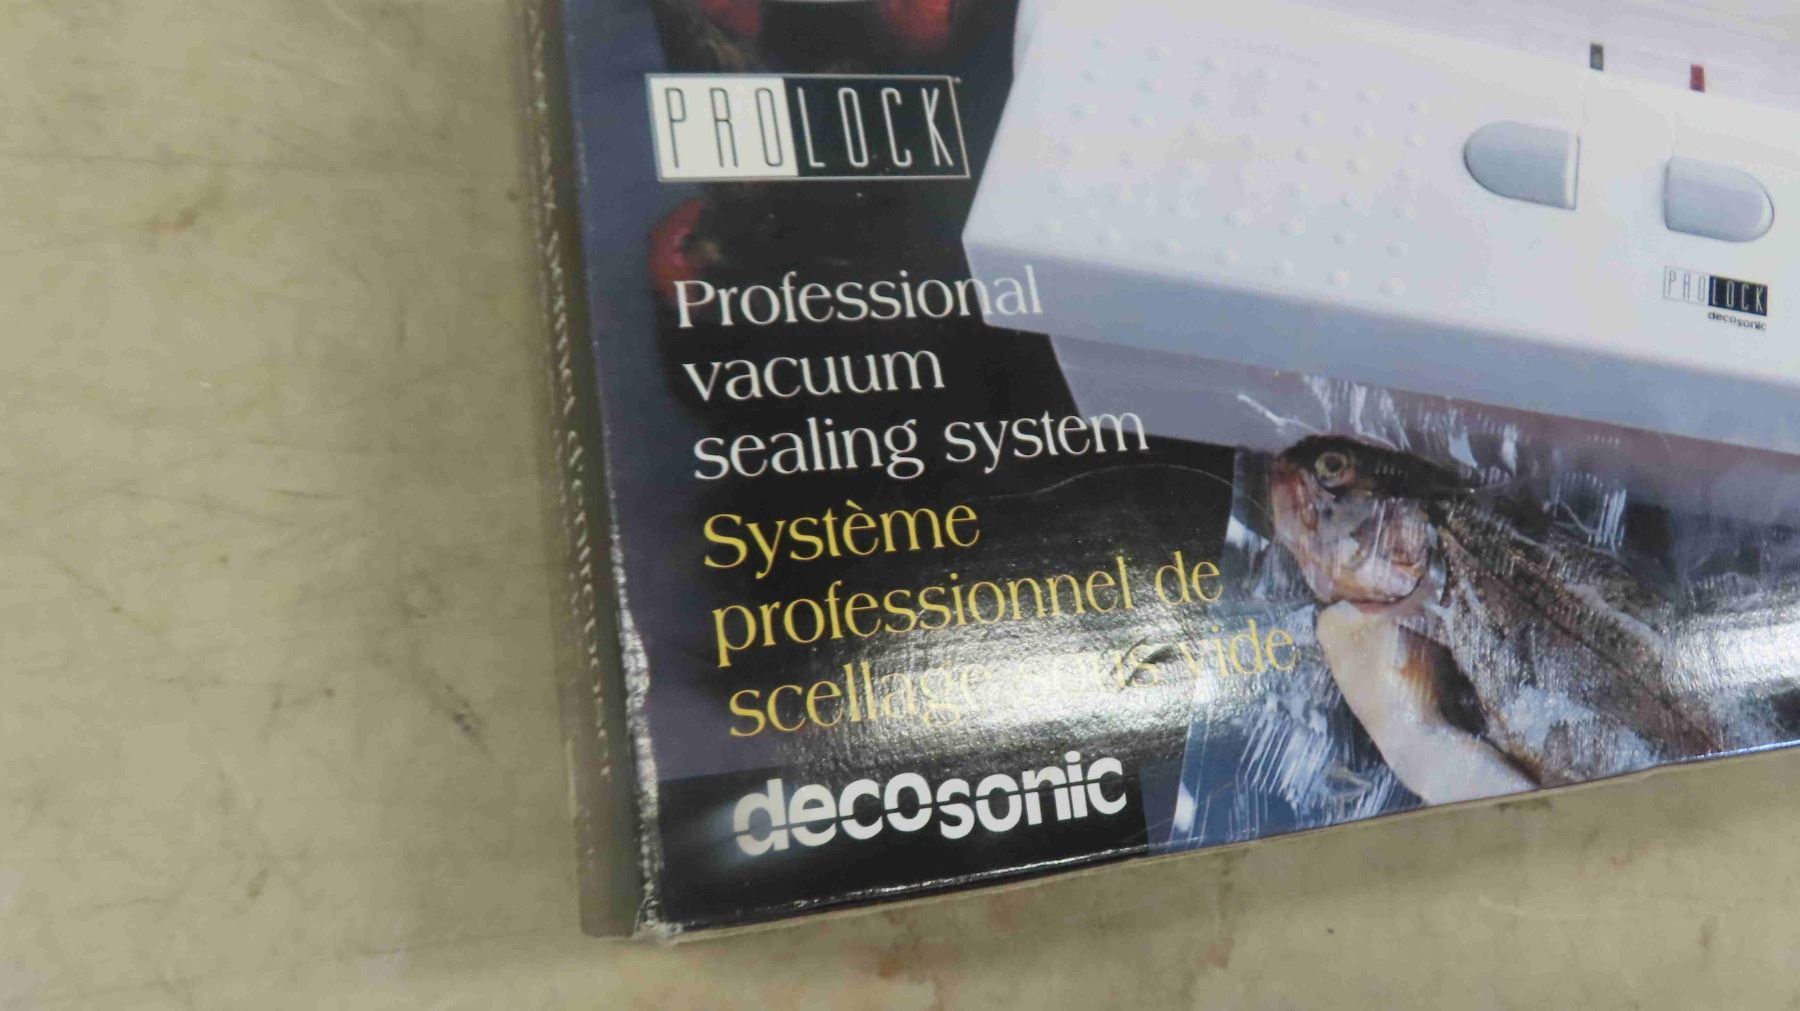 PROLOCK
Professional
vacuum
sealing system
Système
professionnel de
scellage sous vide
decosonic
PROLOCK
decosonic